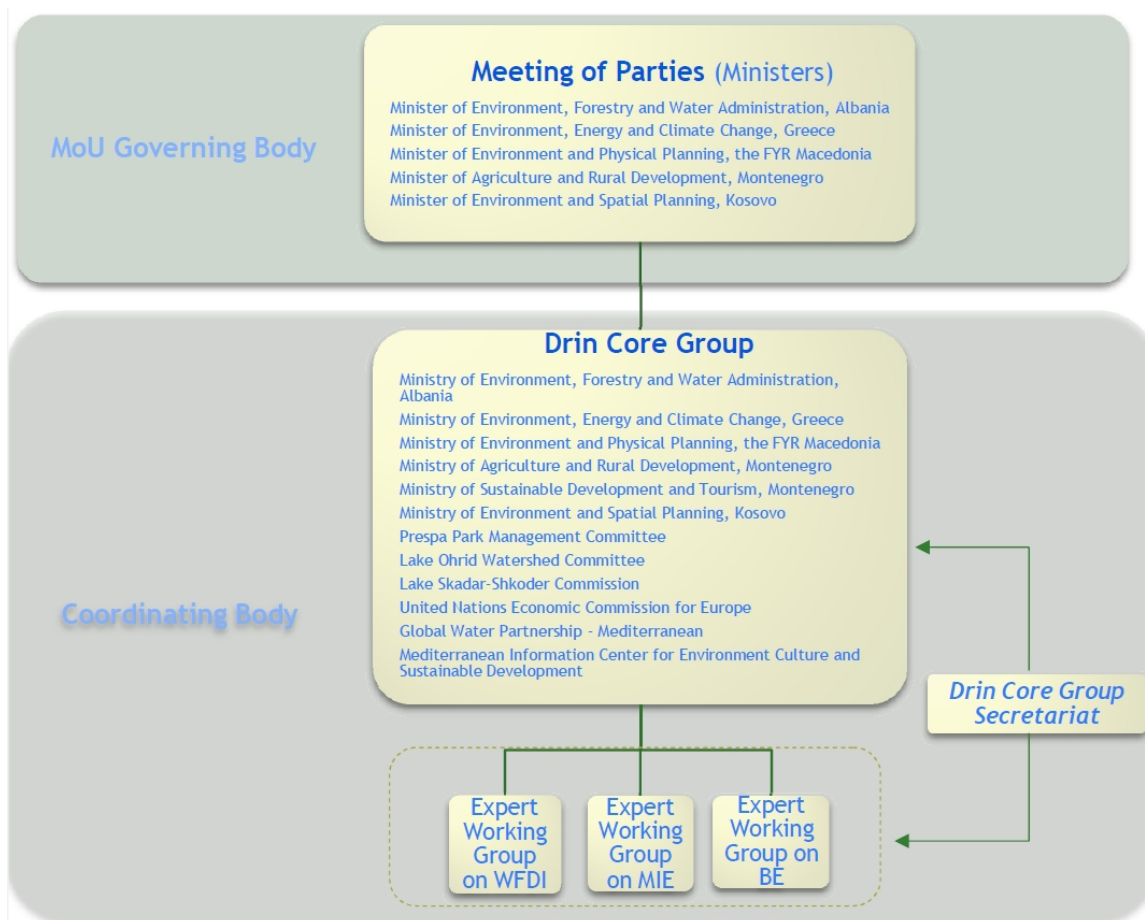 MoU Governing Body
Meeting of Parties (Ministers)
Minister of Environment, Forestry and Water Administration, Albania
Minister of Environment, Energy and Climate Change, Greece
Minister of Environment and Physical Planning, the FYR Macedonia
Minister of Agriculture and Rural Development, Montenegro
Minister of Environment and Spatial Planning, Kosovo
Coordinating Body
Drin Core Group
Ministry of Environment, Forestry and Water Administration,
Albania
Ministry of Environment, Energy and Climate Change, Greece
Ministry of Environment and Physical Planning, the FYR Macedonia
Ministry of Agriculture and Rural Development, Montenegro
Ministry of Sustainable Development and Tourism, Montenegro
Ministry of Environment and Spatial Planning, Kosovo
Prespa Park Management Committee
Lake Ohrid Watershed Committee
Lake Skadar-Shkoder Commission
United Nations Economic Commission for Europe
Global Water Partnership - Mediterranean
Mediterranean Information Center for Environment Culture and
Sustainable Development
Drin Core Group
Secretariat
Expert
Working
Group
on WFDI
Expert
Working
Group
on MIE
Expert
Working
Group on
BE